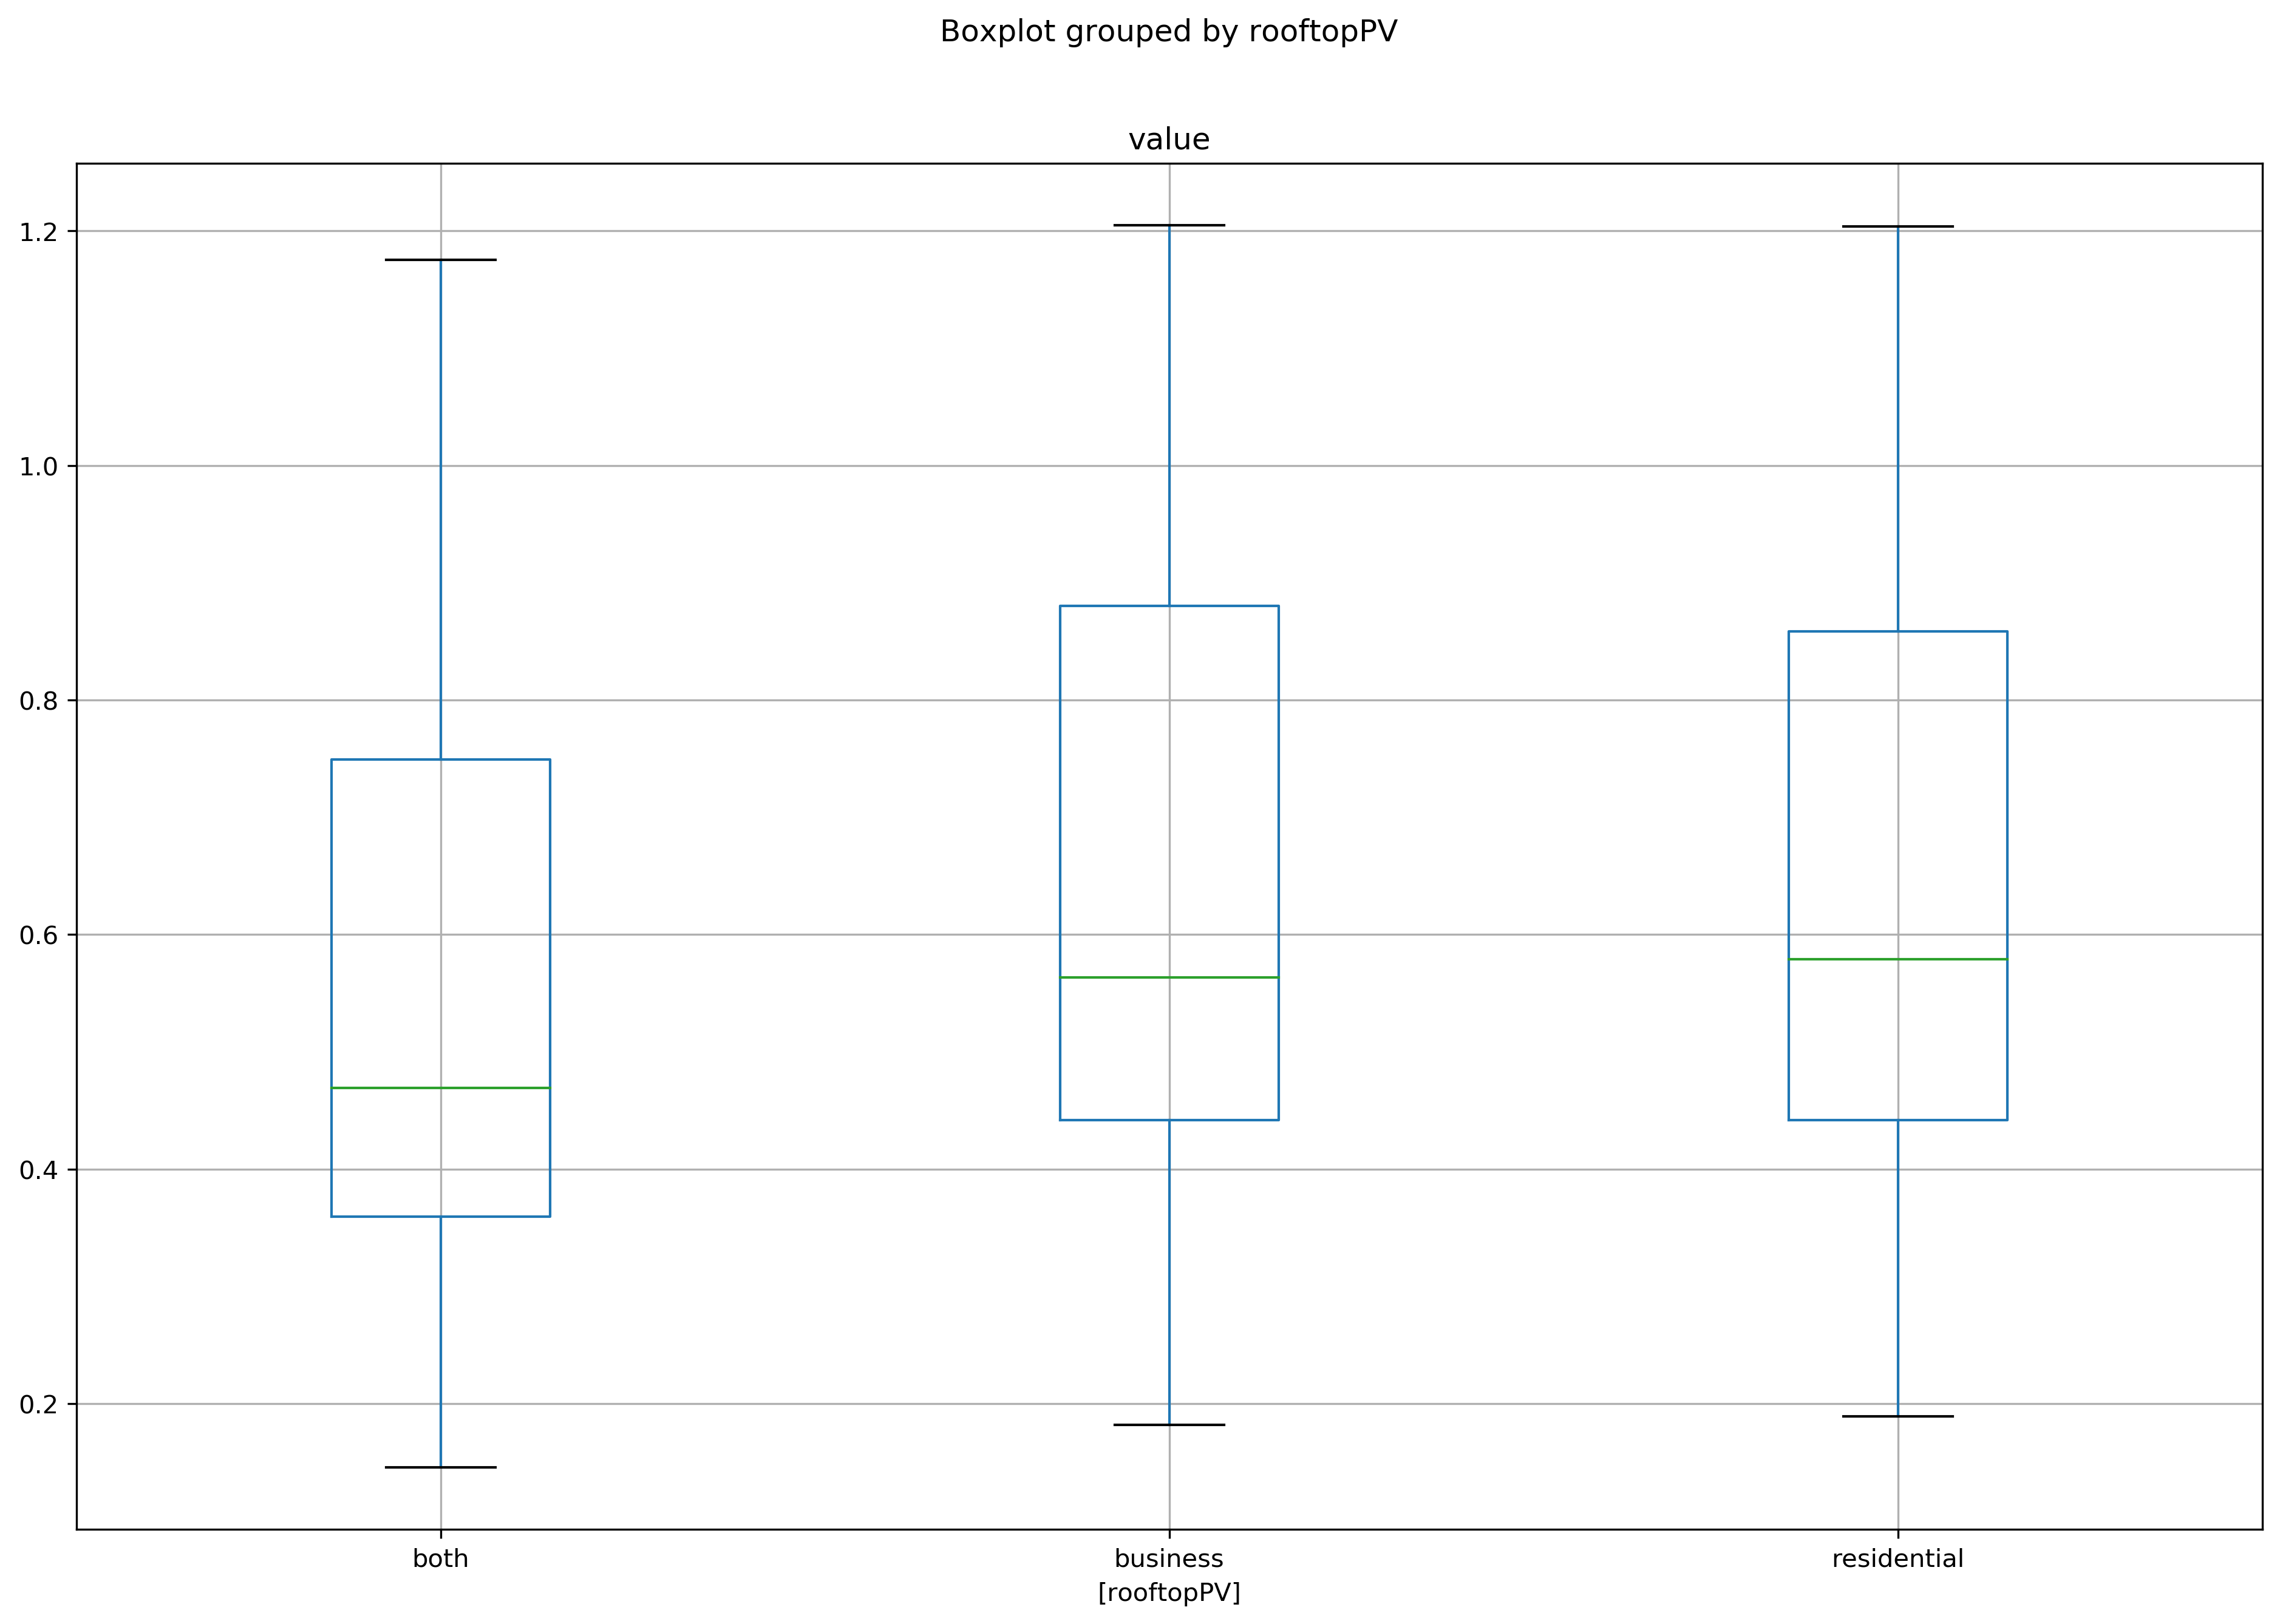 Boxplot grouped by rooftopPV
value
1.2
1.0
0.8
0.6
0.4
0.2
both business residential
[rooftopPV]